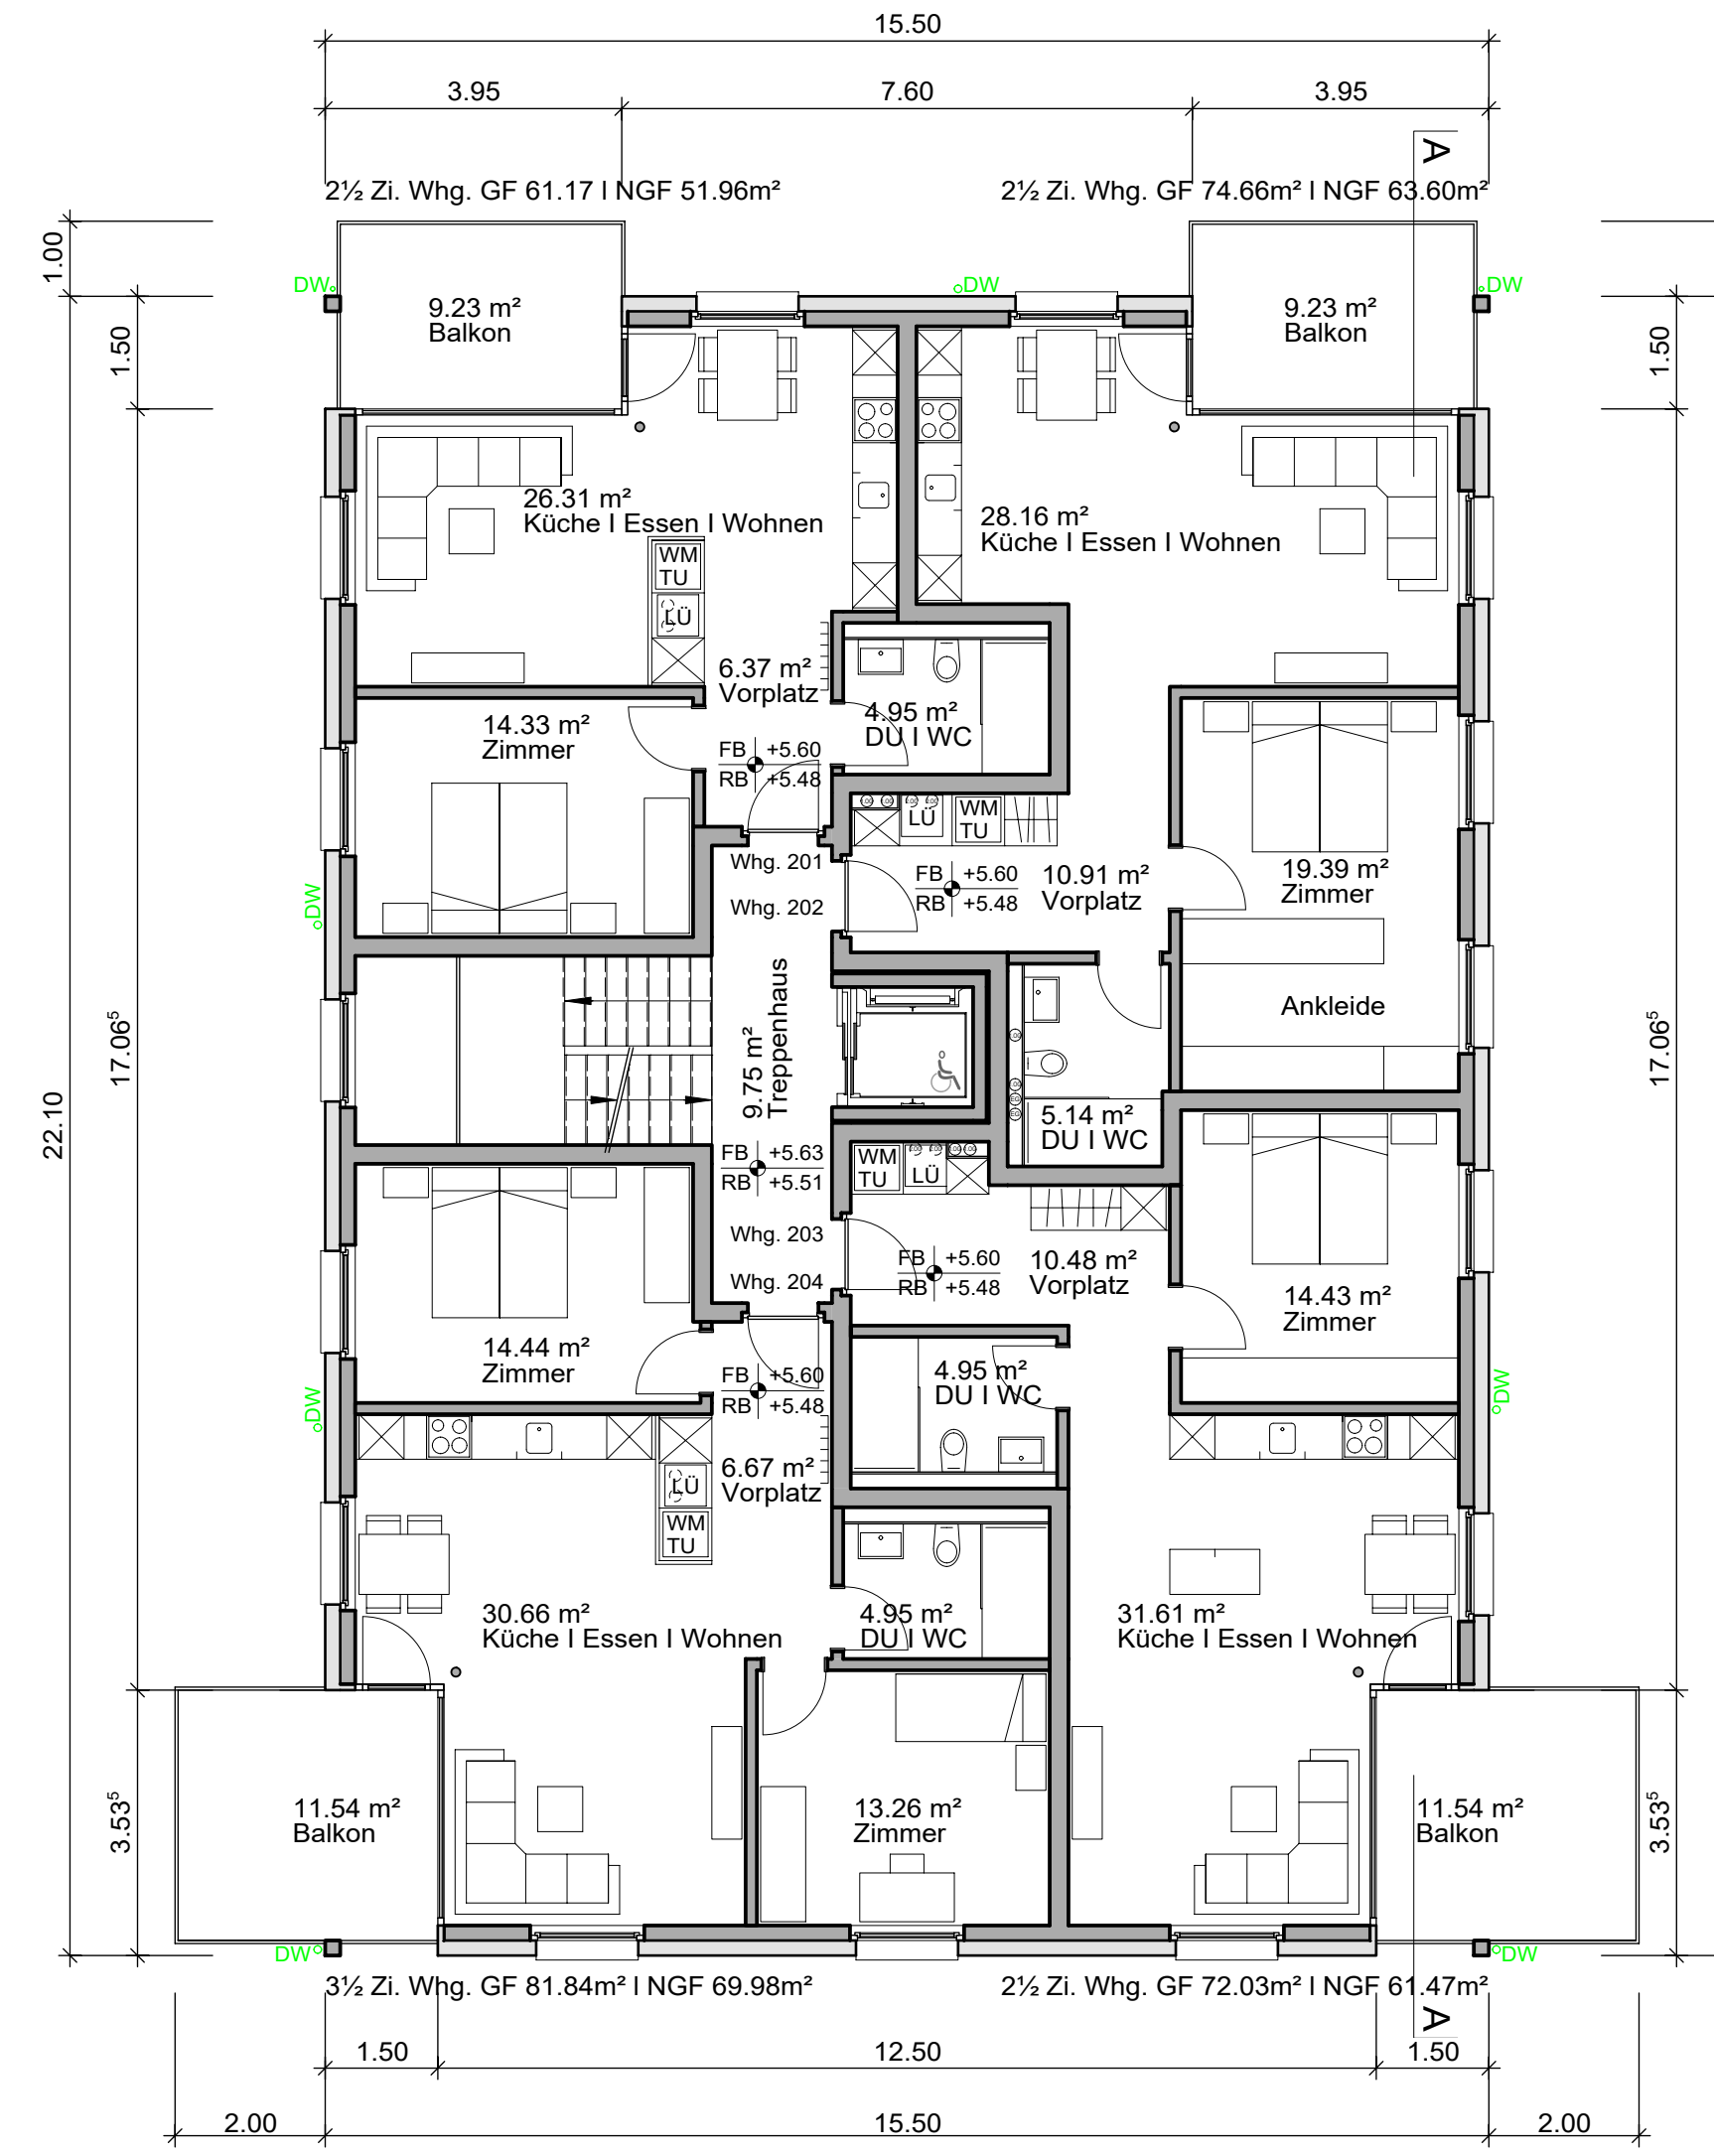 15.50
3.95
7.60
3.95
A
2½ Zi. Whg. GF 61.17 I NGF 51.96m²
2½ Zi. Whg. GF 74.66m² I NGF 63.60m²
1.00
DW
DW
DW
9.23 m²
Balkon
9.23 m²
Balkon
1.50
1.50
26.31 m²
Küche I Essen I Wohnen
28.16 m²
Küche I Essen I Wohnen
WM
TU
LÜ
6.37 m²
Vorplatz
4.95 m²
DU I WC
14.33 m²
Zimmer
FB +5.60
RB +5.48
LÜ
WM
TU
Whg. 201
Whg. 202
FB +5.60
RB +5.48
10.91 m²
Vorplatz
19.39 m²
Zimmer
DW
Ankleide
9.75 m²
Treppenhaus
17.06⁵
17.06⁵
22.10
5.14 m²
DU I WC
FB +5.63
RB +5.51
WM
TU
LÜ
Whg. 203
Whg. 204
FB +5.60
RB +5.48
10.48 m²
Vorplatz
14.43 m²
Zimmer
14.44 m²
Zimmer
FB +5.60
RB +5.48
4.95 m²
DU I WC
DW
DW
6.67 m²
Vorplatz
LÜ
WM
TU
30.66 m²
Küche I Essen I Wohnen
4.95 m²
DU I WC
31.61 m²
Küche I Essen I Wohnen
11.54 m²
Balkon
13.26 m²
Zimmer
11.54 m²
Balkon
3.53⁵
3.53⁵
DW
DW
3½ Zi. Whg. GF 81.84m² I NGF 69.98m²
2½ Zi. Whg. GF 72.03m² I NGF 61.47m²
A
1.50
12.50
1.50
2.00
15.50
2.00